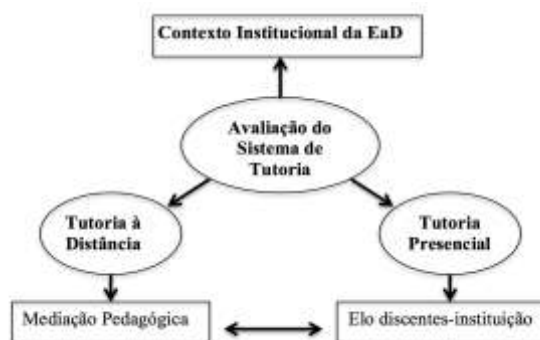 Contexto Institucional da EaD
Avaliação do
Sistema de
Tutoria
Tutoria à
Distância
Tutoria
Presencial
Mediação Pedagógica
Elo discentes-instituição